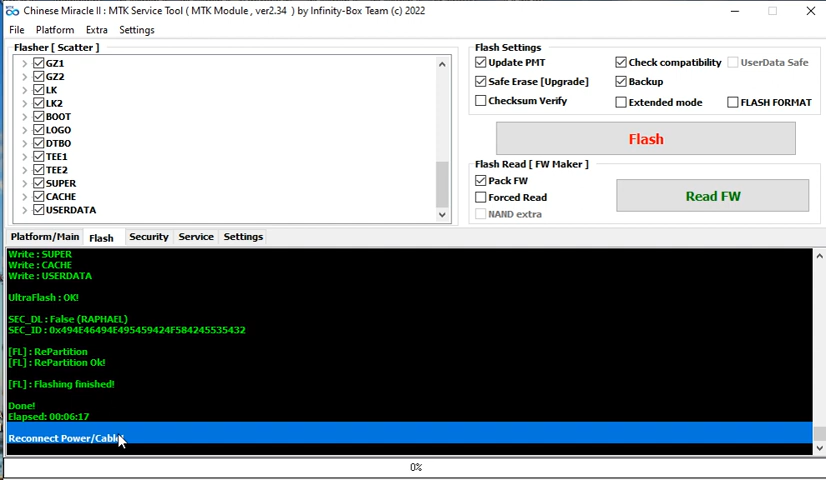 Chinese Miracle II : MTK Service Tool ( MTK Module , ver2.34 ) by Infinity-Box Team (c) 2022
File Platform Extra Settings
Flasher [ Scatter ]
GZ1
GZ2
LK
LK2
BOOT
LOGO
DTBO
TEE1
TEE2
SUPER
CACHE
USERDATA
Flash Settings
Update PMT Check compatibility UserData Safe
Safe Erase [Upgrade] Backup
Checksum Verify Extended mode FLASH FORMAT
Flash
Flash Read [ FW Maker ]
Pack FW
Forced Read
NAND extra
Read FW
Platform/Main Flash Security Service Settings
Write : SUPER
Write : CACHE
Write : USERDATA
UltraFlash : OK!
SEC_DL : False (RAPHAEL)
SEC_ID : 0x494E46494E495459424F584245535432
[FL] : RePartition
[FL] : RePartition Ok!
[FL] : Flashing finished!
Done!
Elapsed: 00:06:17
Reconnect Power/Cable!
0%